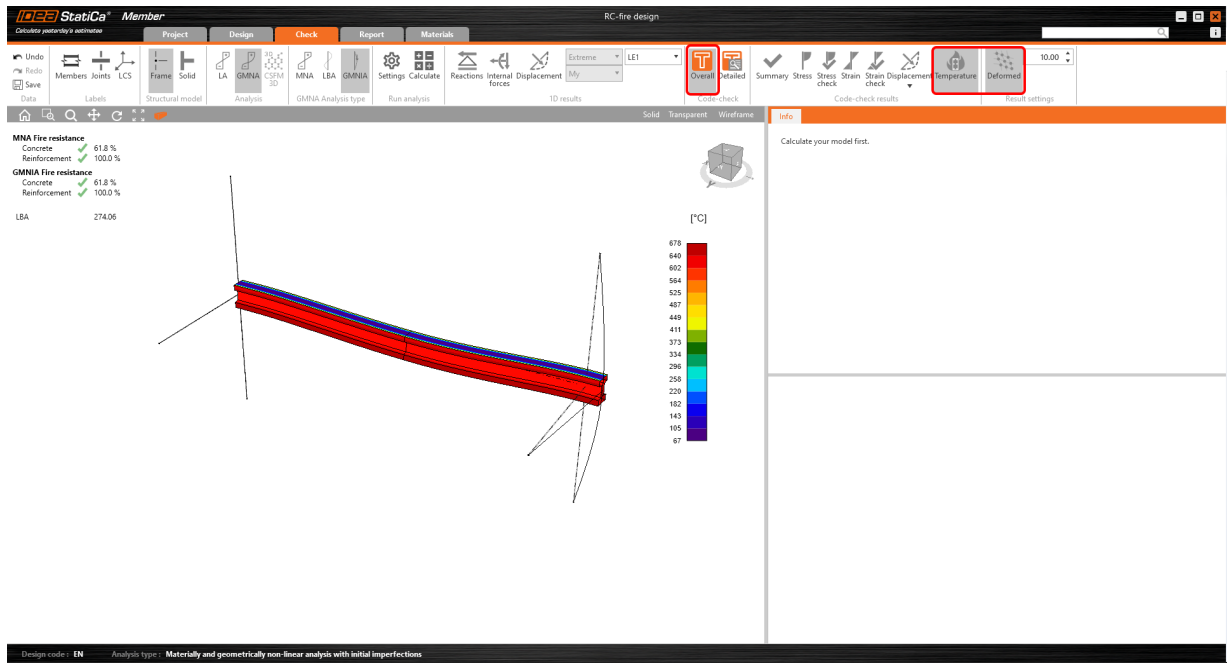 IDEA StatiCa® Member
Calculate yesterday's estimates
RC-fire design
Project Design Check Report Materials
Undo
Redo
Save
Members Joints LCS
Frame Solid
LA GMNA CSFM 3D
MNA LBA GMNIA
Settings Calculate
Reactions Internal forces Displacement
Extreme LE1
My
Overall Detailed
Summary Stress Stress check Strain Strain check Displacement Temperature Deformed
10.00
Data Labels Structural model Analysis GMNA Analysis type Run analysis 1D results Code-check Code-check results Result settings
Solid Transparent Wireframe
Info
Calculate your model first.
MNA Fire resistance
Concrete 61.8 %
Reinforcement 100.0 %
GMNIA Fire resistance
Concrete 61.8 %
Reinforcement 100.0 %
LBA 274.06
[°C]
678
640
602
564
525
487
449
411
373
334
296
258
220
182
143
105
67
Design code : EN Analysis type : Materially and geometrically non-linear analysis with initial imperfections